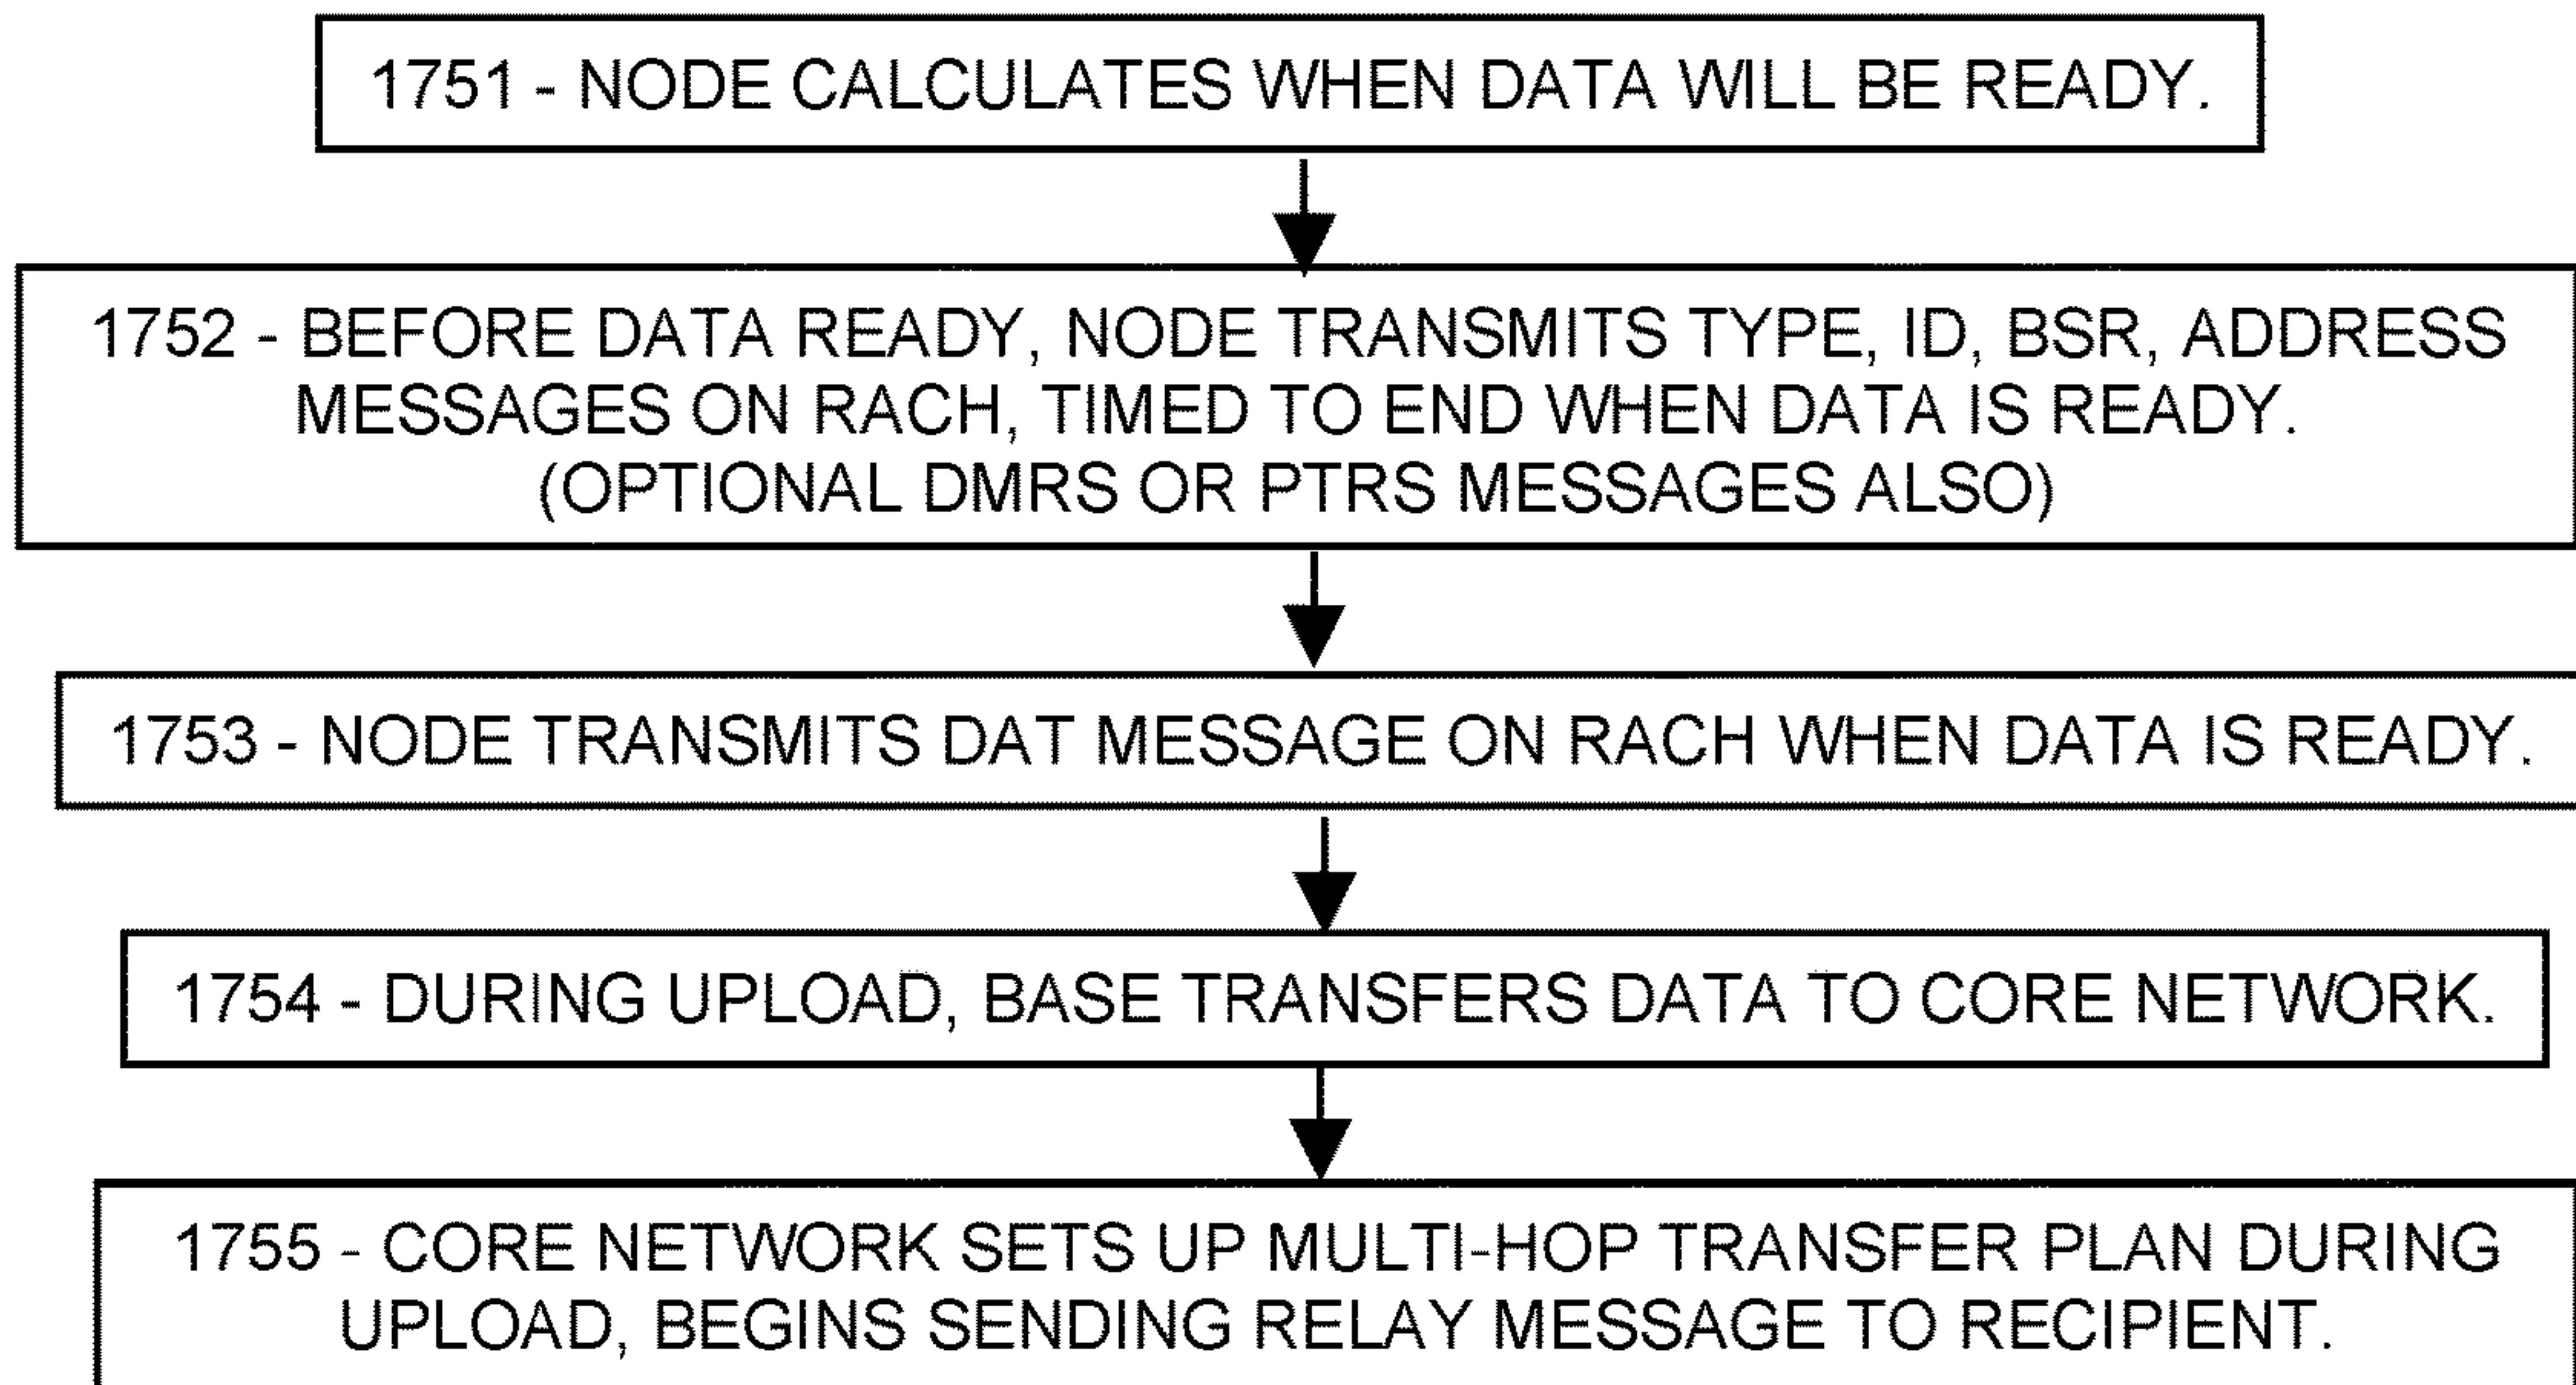 1751 - NODE CALCULATES WHEN DATA WILL BE READY.
1752 - BEFORE DATA READY, NODE TRANSMITS TYPE, ID, BSR, ADDRESS
MESSAGES ON RACH, TIMED TO END WHEN DATA IS READY.
(OPTIONAL DMRS OR PTRS MESSAGES ALSO)
1753 - NODE TRANSMITS DAT MESSAGE ON RACH WHEN DATA IS READY.
1754 - DURING UPLOAD, BASE TRANSFERS DATA TO CORE NETWORK.
1755 - CORE NETWORK SETS UP MULTI-HOP TRANSFER PLAN DURING
UPLOAD, BEGINS SENDING RELAY MESSAGE TO RECIPIENT.